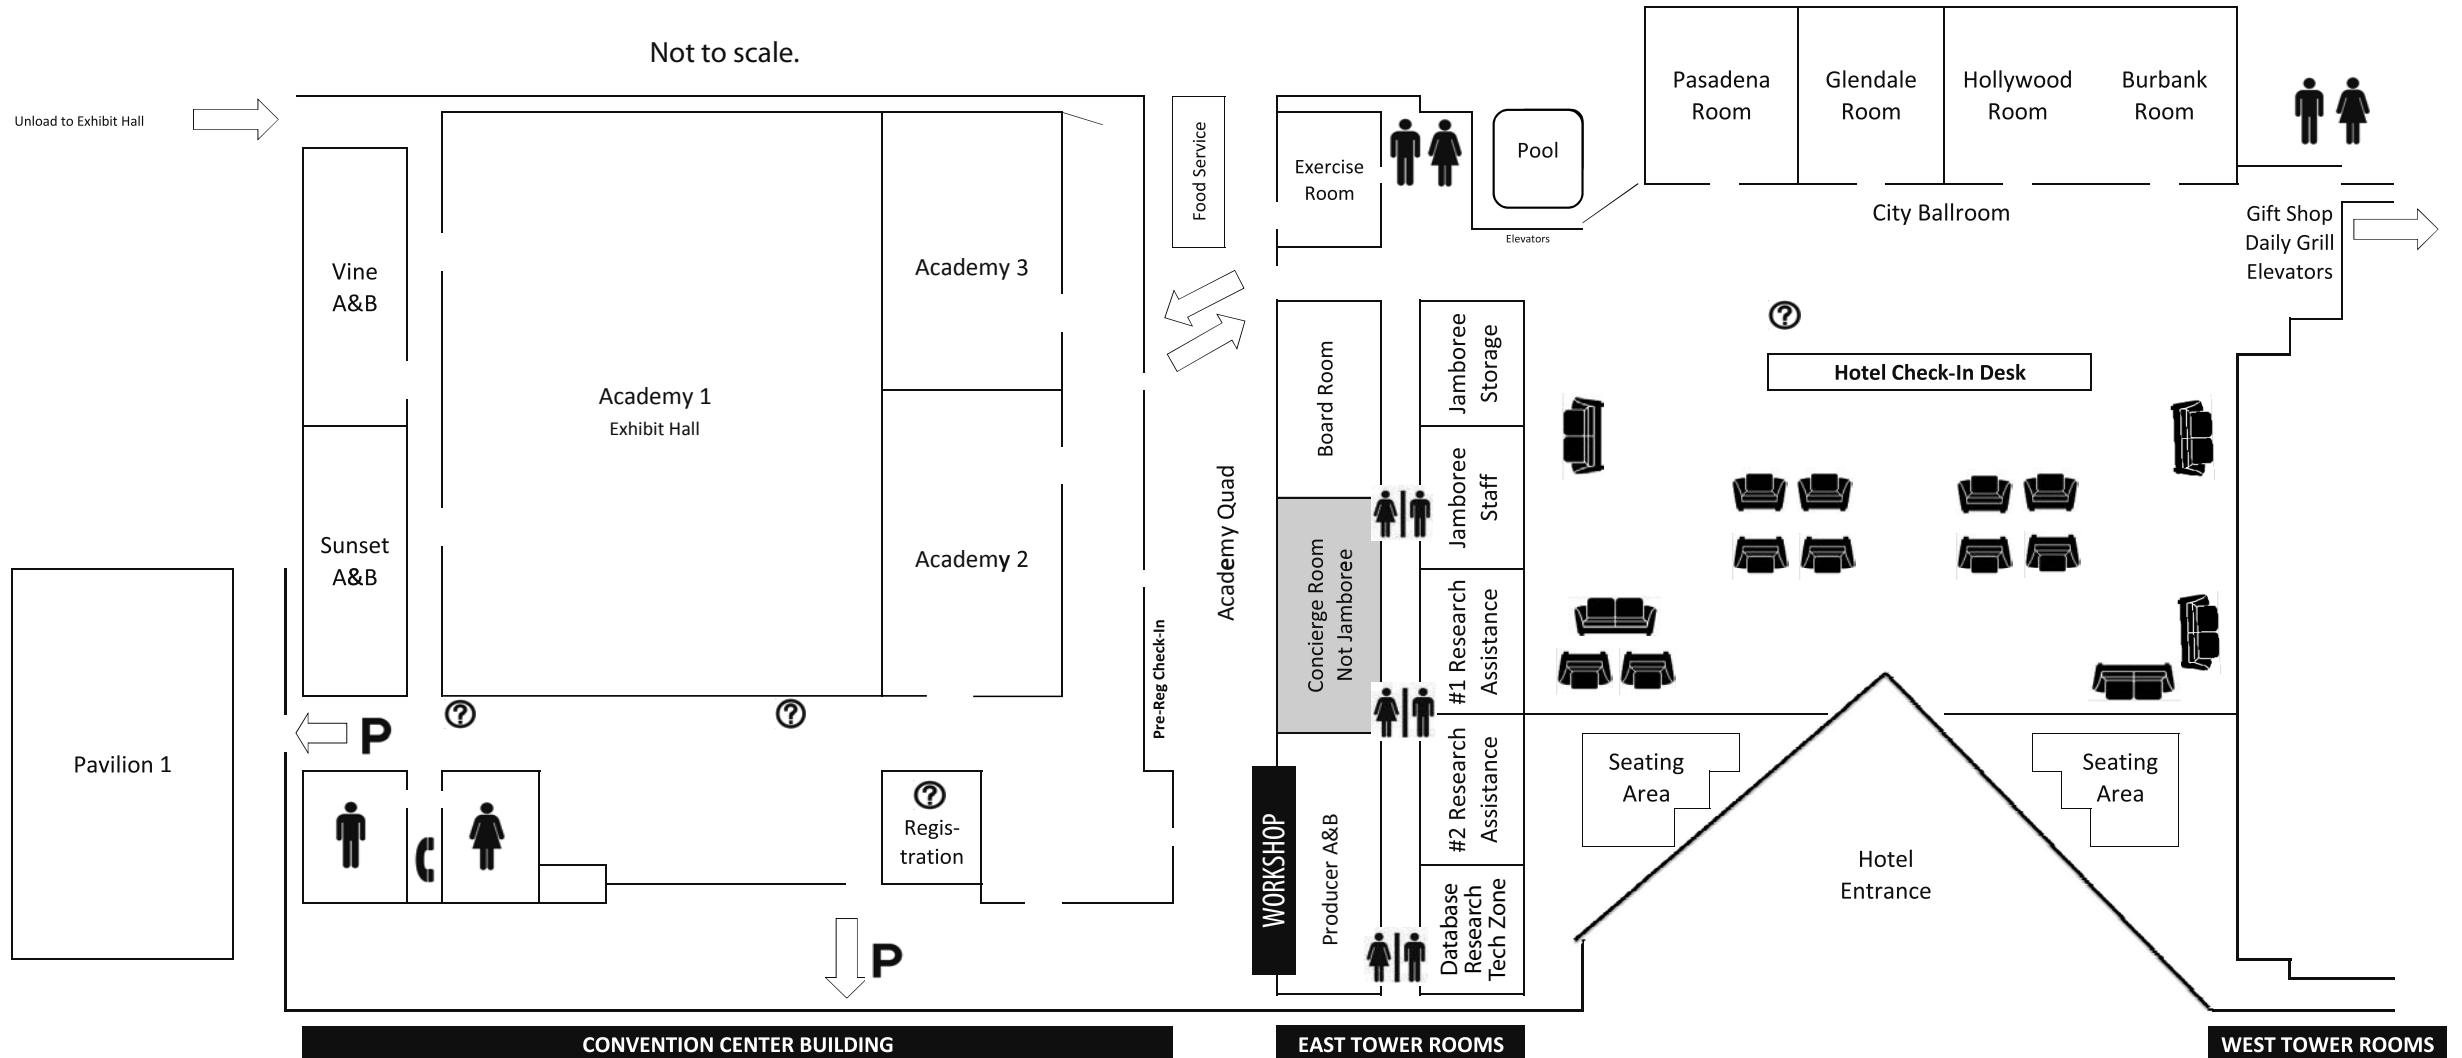 Not to scale.
Unload to Exhibit Hall
Food Service
Exercise
Room
Pool
Elevators
Pasadena
Room
Glendale
Room
Hollywood
Room
Burbank
Room
City Ballroom
Gift Shop
Daily Grill
Elevators
Vine
A&B
Academy 1
Exhibit Hall
Academy 3
Academy 2
Sunset
A&B
Pavilion 1
P
?
?
?
Regis-
tration
P
Pre-Reg Check-In
Academy Quad
Board Room
Concierge Room
Not Jamboree
WORKSHOP
Producer A&B
Jamboree
Storage
Jamboree
Staff
#1 Research
Assistance
#2 Research
Assistance
Database
Research
Tech Zone
?
Hotel Check-In Desk
Seating
Area
Seating
Area
Hotel
Entrance
CONVENTION CENTER BUILDING
EAST TOWER ROOMS
WEST TOWER ROOMS